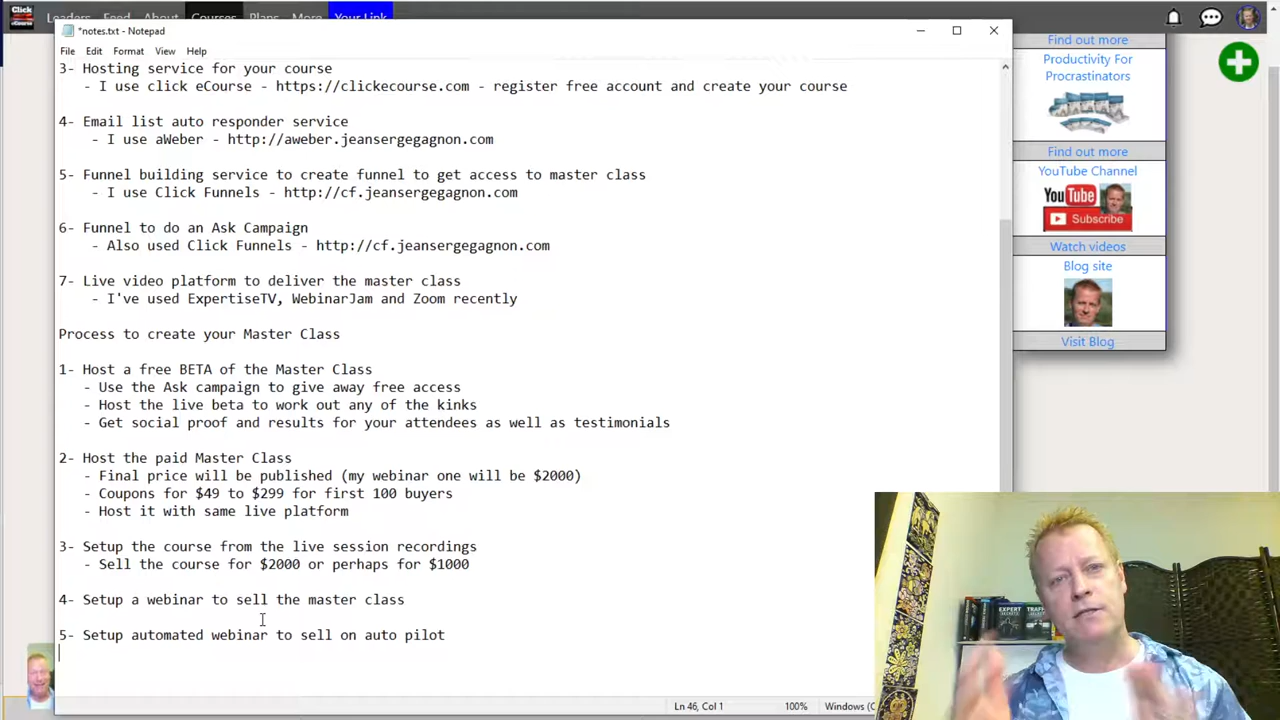 Click
eCourse
Leaders Feed About Courses Plans More Your Link
*notes.txt - Notepad
File Edit Format View Help
3- Hosting service for your course
- I use click eCourse - https://clickecourse.com - register free account and create your course
4- Email list auto responder service
- I use aWeber - http://aweber.jeansergegagnon.com
5- Funnel building service to create funnel to get access to master class
- I use Click Funnels - http://cf.jeansergegagnon.com
6- Funnel to do an Ask Campaign
- Also used Click Funnels - http://cf.jeansergegagnon.com
7- Live video platform to deliver the master class
- I've used ExpertiseTV, WebinarJam and Zoom recently
Process to create your Master Class
1- Host a free BETA of the Master Class
- Use the Ask campaign to give away free access
- Host the live beta to work out any of the kinks
- Get social proof and results for your attendees as well as testimonials
2- Host the paid Master Class
- Final price will be published (my webinar one will be $2000)
- Coupons for $49 to $299 for first 100 buyers
- Host it with same live platform
3- Setup the course from the live session recordings
- Sell the course for $2000 or perhaps for $1000
4- Setup a webinar to sell the master class
5- Setup automated webinar to sell on auto pilot
Ln 46, Col 1 100% Windows (C
Find out more
Productivity For
Procrastinators
Find out more
YouTube Channel
YouTube
Subscribe
Watch videos
Blog site
Visit Blog
EXPERT
SECRETS
TRAFFIC